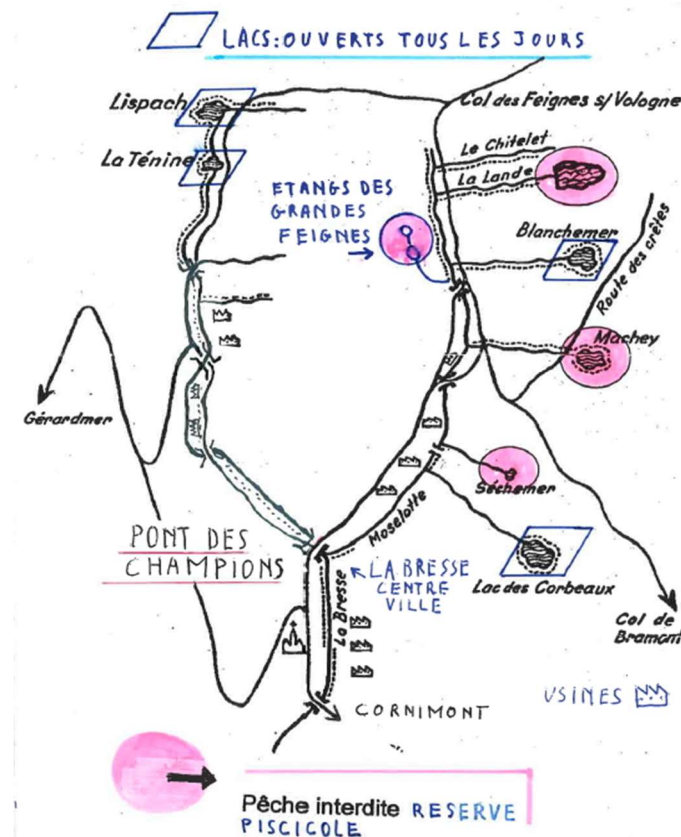 LACS:OUVERTS TOUS LES JOURS
Lispach
Col des Feignes s/Vologne
Le Chitelet
La Ténine
La Lande
ETANGS DES
GRANDES
FEIGNES
Blanchemer
Route des crêtes
Machey
Gérardmer
Séchemer
Moselotte
PONT DES
CHAMPIONS
LA BRESSE
CENTRE
VILLE
Lac des Corbeaux
La Bresse
Col de
Bramont
USINES
CORNIMONT
Pêche interdite RESERVE
PISCICOLE